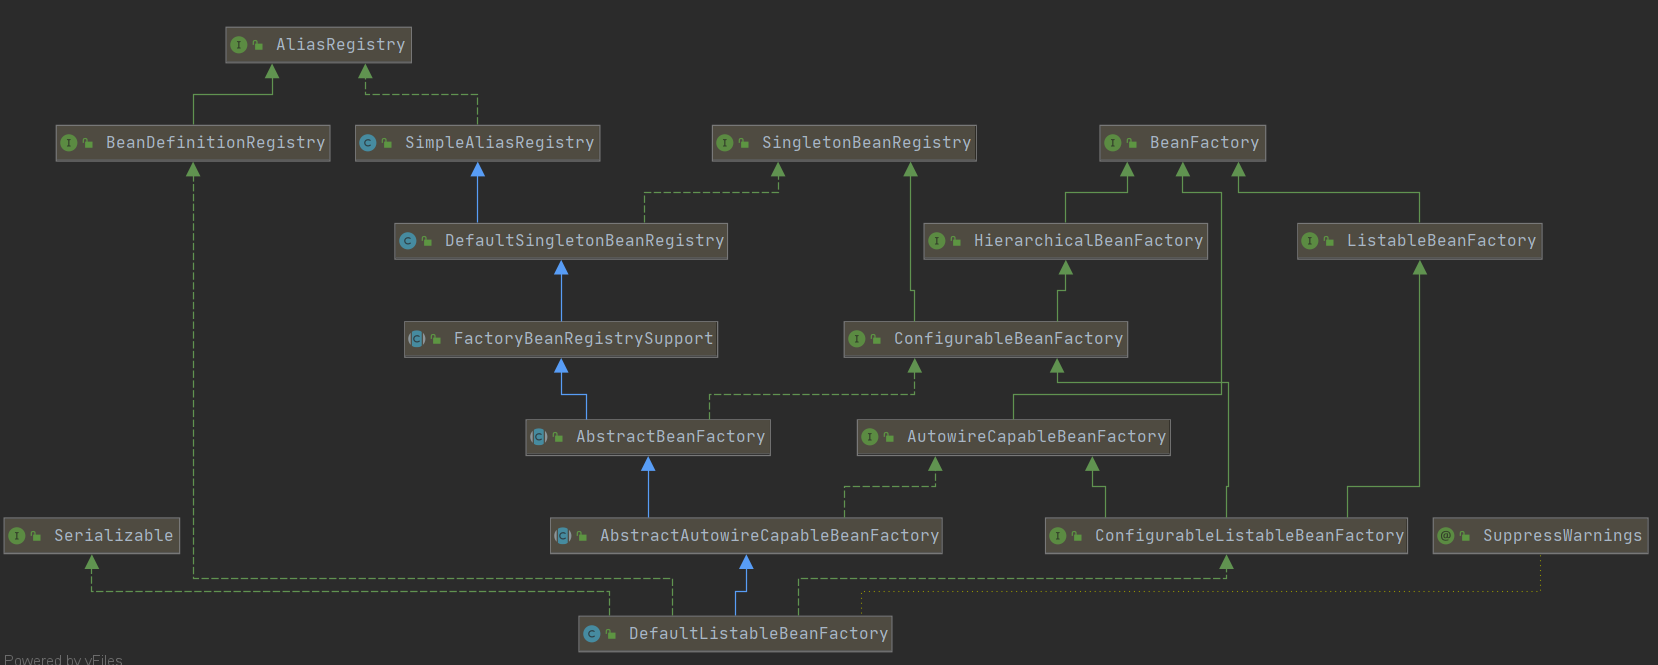 AliasRegistry
BeanDefinitionRegistry
SimpleAliasRegistry
SingletonBeanRegistry
BeanFactory
DefaultSingletonBeanRegistry
HierarchicalBeanFactory
ListableBeanFactory
FactoryBeanRegistrySupport
ConfigurableBeanFactory
AbstractBeanFactory
AutowireCapableBeanFactory
Serializable
AbstractAutowireCapableBeanFactory
ConfigurableListableBeanFactory
SuppressWarnings
DefaultListableBeanFactory
Powered by yFiles